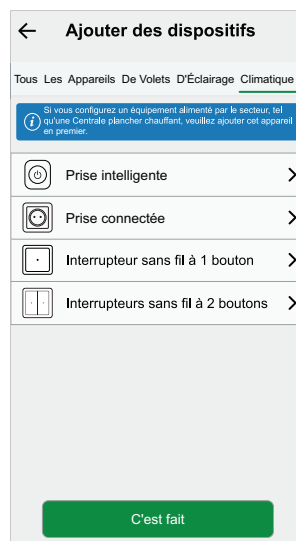 Ajouter des dispositifs
Tous Les Appareils De Volets D'Éclairage Climatique
Si vous configurez un équipement alimenté par le secteur, tel
qu'une Centrale plancher chauffant, veuillez ajouter cet appareil
en premier.
Prise intelligente
Prise connectée
Interrupteur sans fil à 1 bouton
Interrupteurs sans fil à 2 boutons
C'est fait